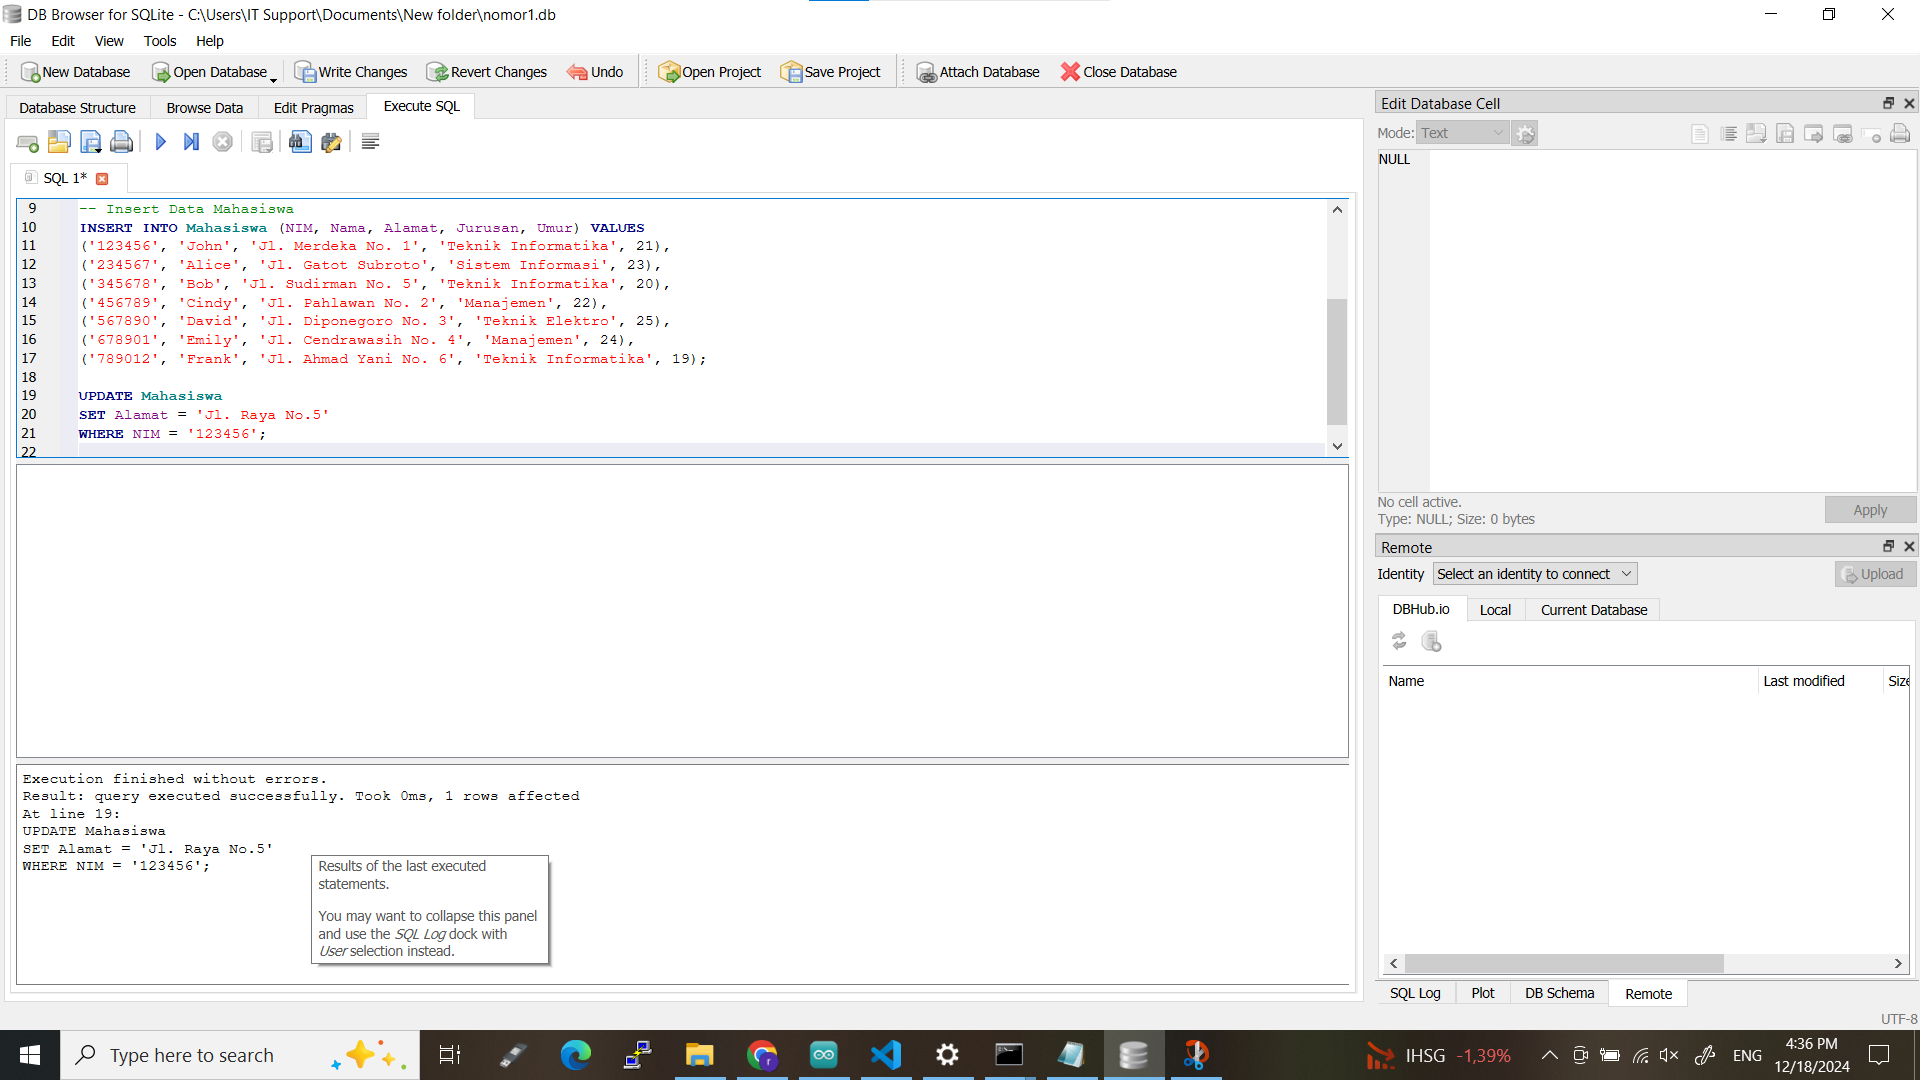 DB Browser for SQLite - C:\Users\IT Support\Documents\New folder\nomor1.db
File Edit View Tools Help
New Database Open Database Write Changes Revert Changes Undo Open Project Save Project Attach Database Close Database
Database Structure Browse Data Edit Pragmas Execute SQL
SQL 1*
9 -- Insert Data Mahasiswa
10 INSERT INTO Mahasiswa (NIM, Nama, Alamat, Jurusan, Umur) VALUES
11 ('123456', 'John', 'Jl. Merdeka No. 1', 'Teknik Informatika', 21),
12 ('234567', 'Alice', 'Jl. Gatot Subroto', 'Sistem Informasi', 23),
13 ('345678', 'Bob', 'Jl. Sudirman No. 5', 'Teknik Informatika', 20),
14 ('456789', 'Cindy', 'Jl. Pahlawan No. 2', 'Manajemen', 22),
15 ('567890', 'David', 'Jl. Diponegoro No. 3', 'Teknik Elektro', 25),
16 ('678901', 'Emily', 'Jl. Cendrawasih No. 4', 'Manajemen', 24),
17 ('789012', 'Frank', 'Jl. Ahmad Yani No. 6', 'Teknik Informatika', 19);
18
19 UPDATE Mahasiswa
20 SET Alamat = 'Jl. Raya No.5'
21 WHERE NIM = '123456';
22
Execution finished without errors.
Result: query executed successfully. Took 0ms, 1 rows affected
At line 19:
UPDATE Mahasiswa
SET Alamat = 'Jl. Raya No.5'
WHERE NIM = '123456';
Results of the last executed
statements.
You may want to collapse this panel
and use the SQL Log dock with
User selection instead.
Edit Database Cell
Mode: Text
NULL
No cell active.
Type: NULL; Size: 0 bytes
Apply
Remote
Identity Select an identity to connect Upload
DBHub.io Local Current Database
Name Last modified Size
SQL Log Plot DB Schema Remote
UTF-8
Type here to search
IHSG -1,39%
ENG
4:36 PM
12/18/2024